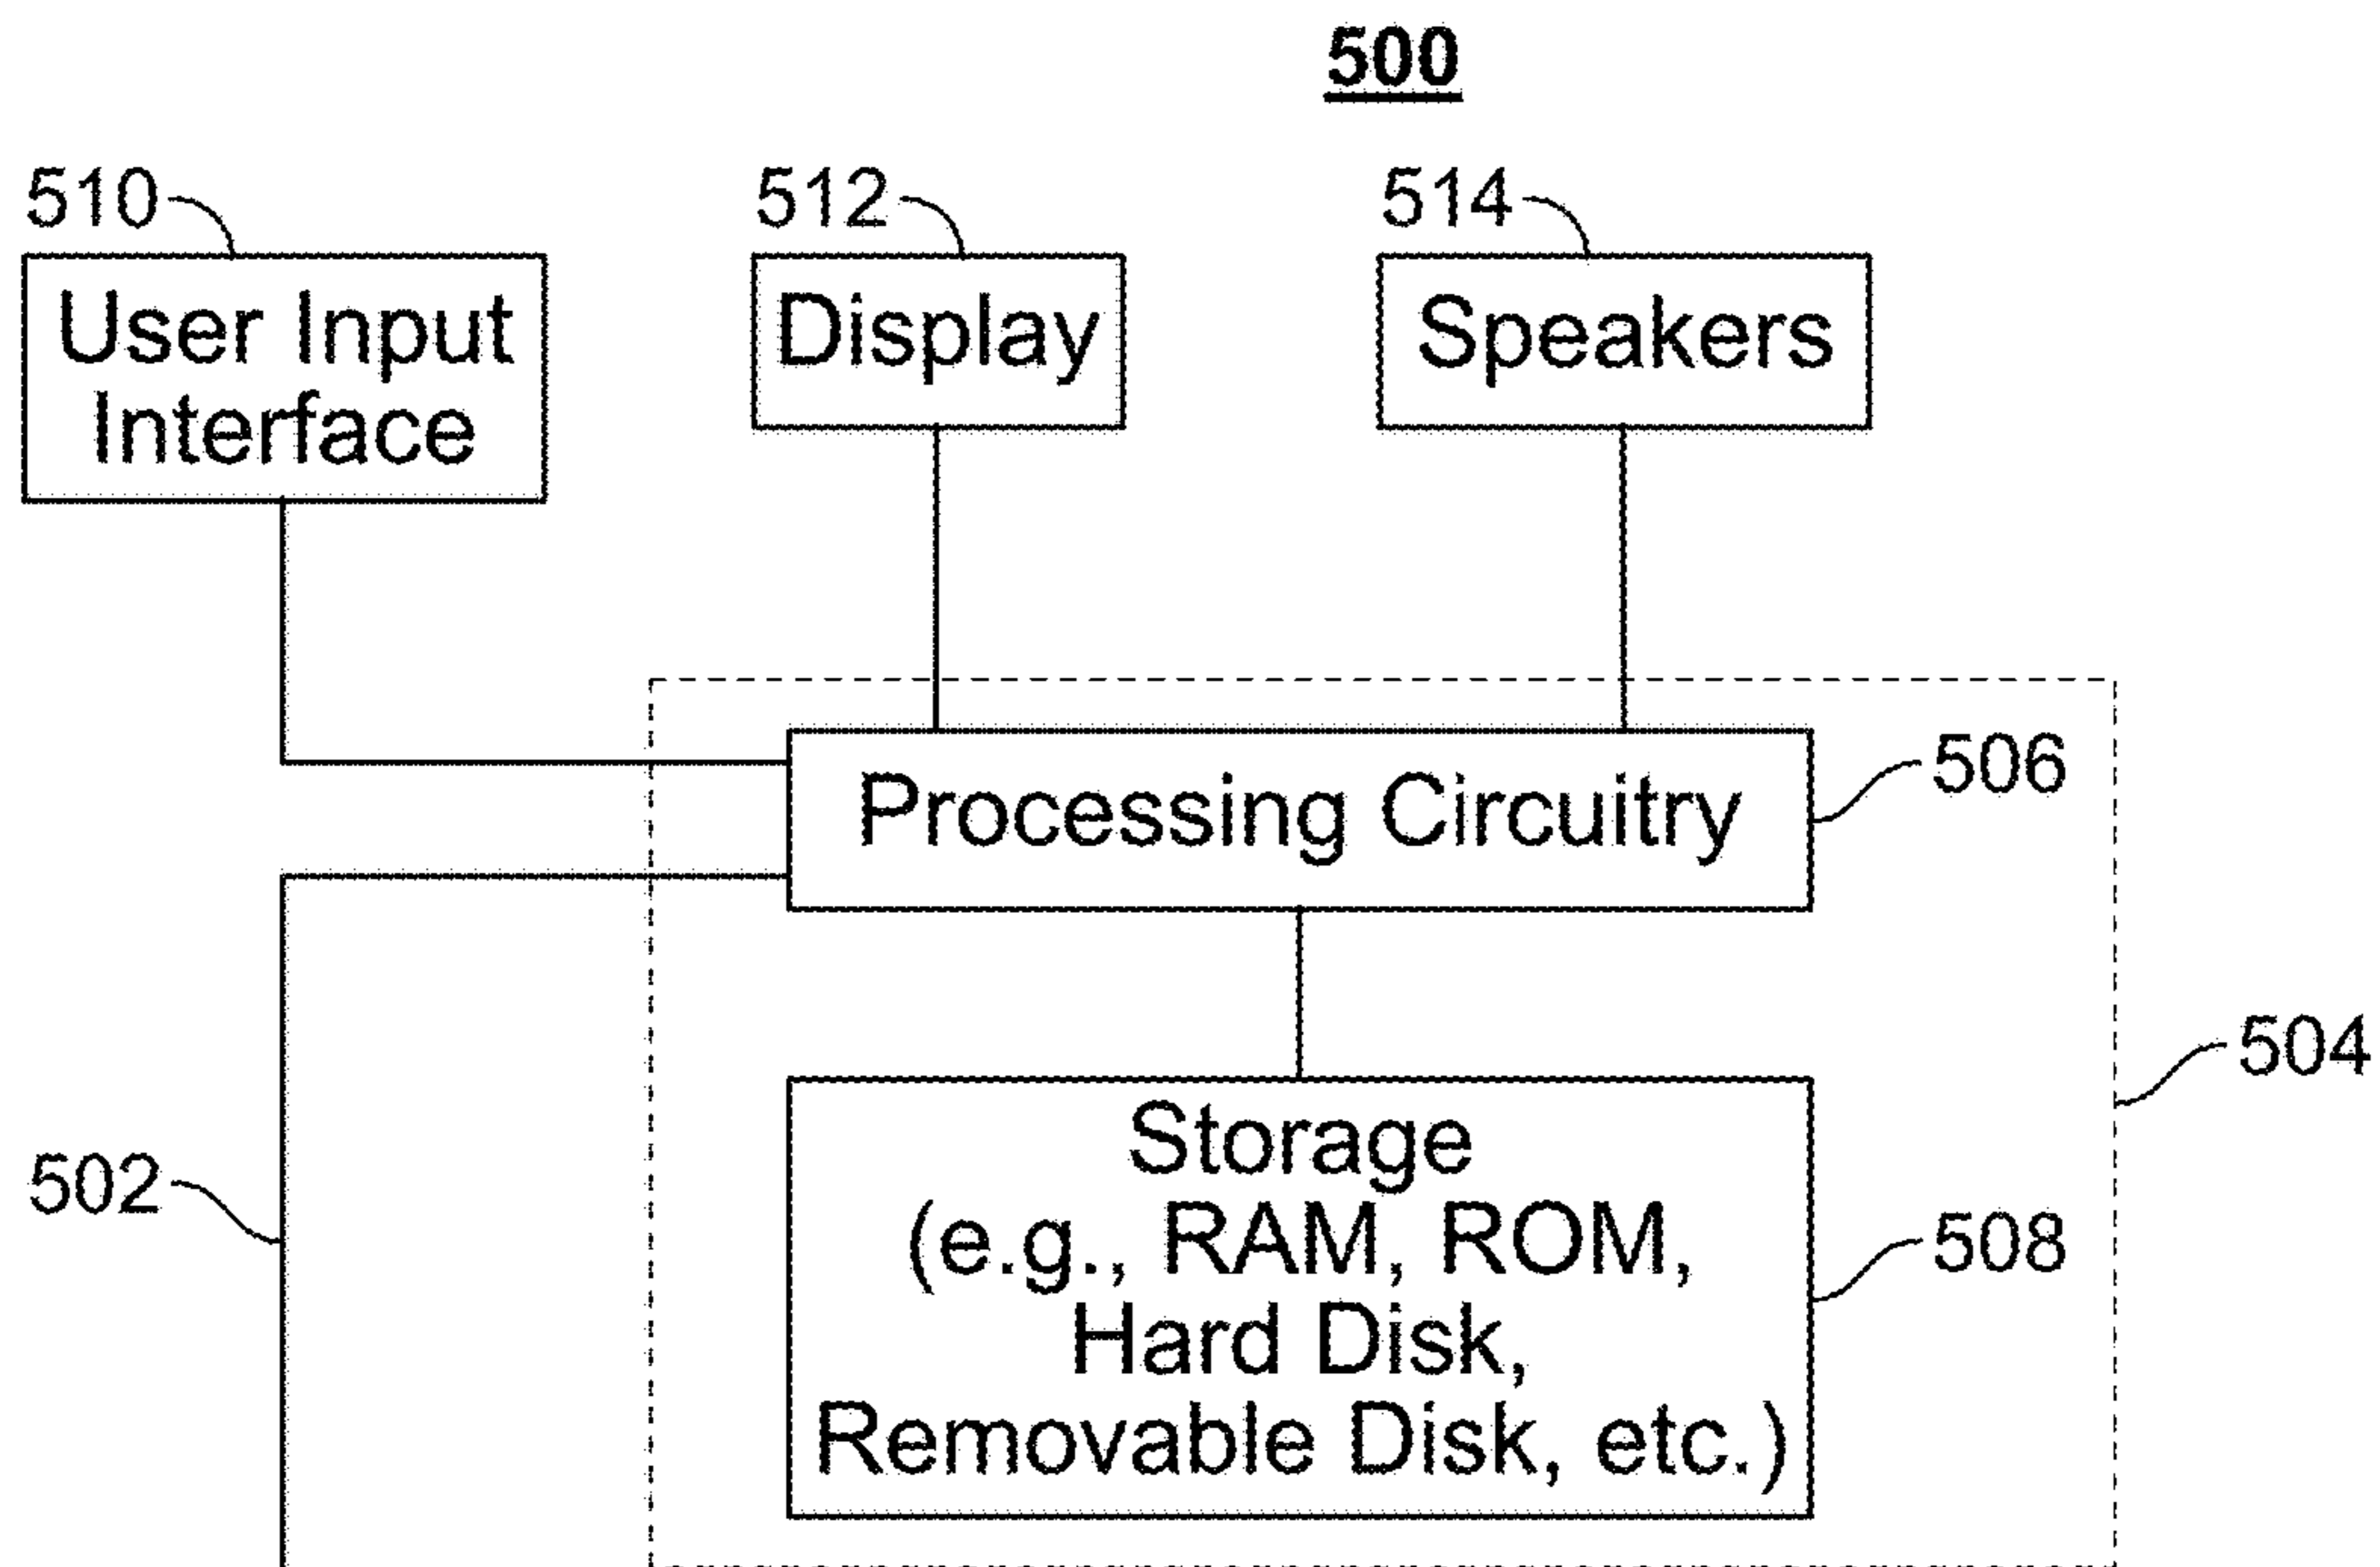 500
510
512
514
User Input
Interface
Display
Speakers
Processing Circuitry
506
504
502
Storage
(e.g., RAM, ROM,
Hard Disk,
Removable Disk, etc.)
508